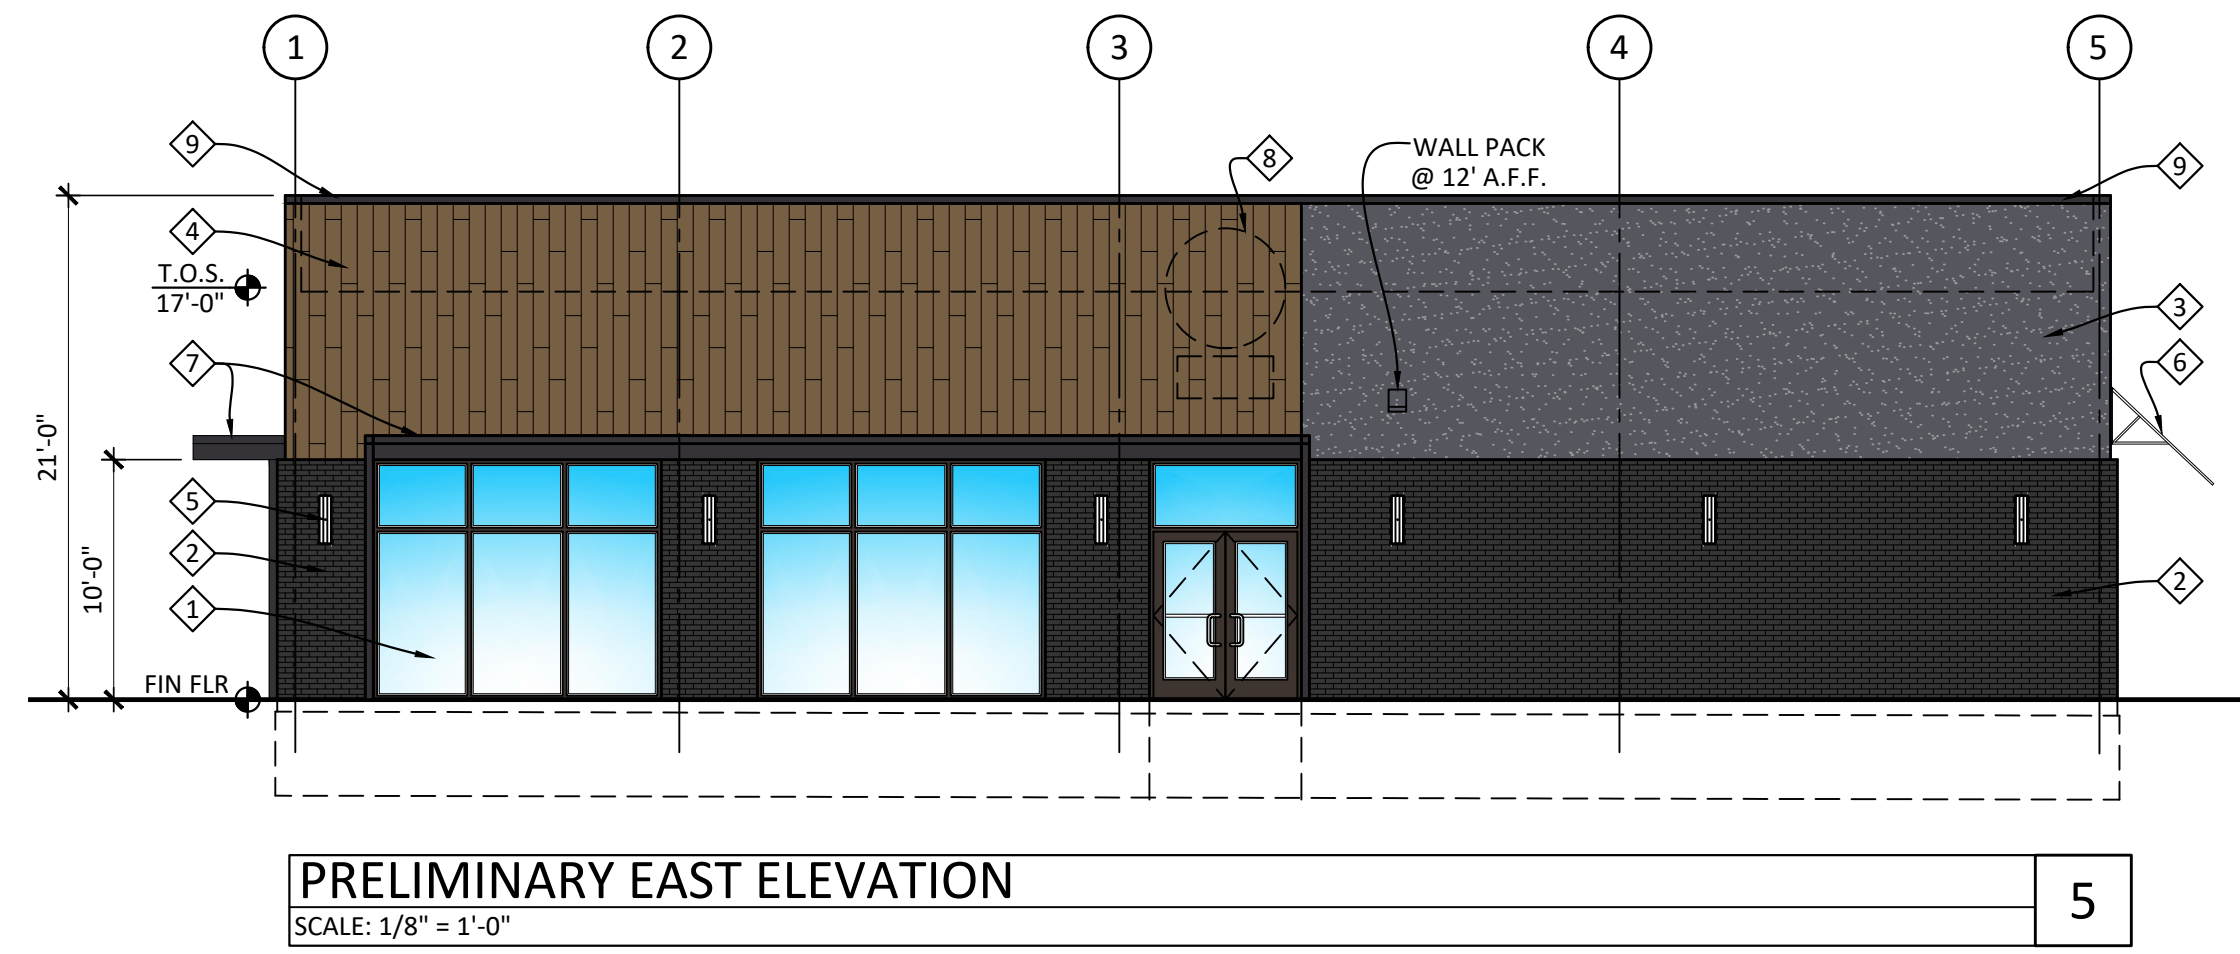 1 2 3 4 5
9
8
WALL PACK
@ 12' A.F.F.
9
4
T.O.S.
17'-0"
3
7
6
21'-0"
10'-0"
5
2
2
1
FIN FLR
PRELIMINARY EAST ELEVATION
SCALE: 1/8" = 1'-0"
5